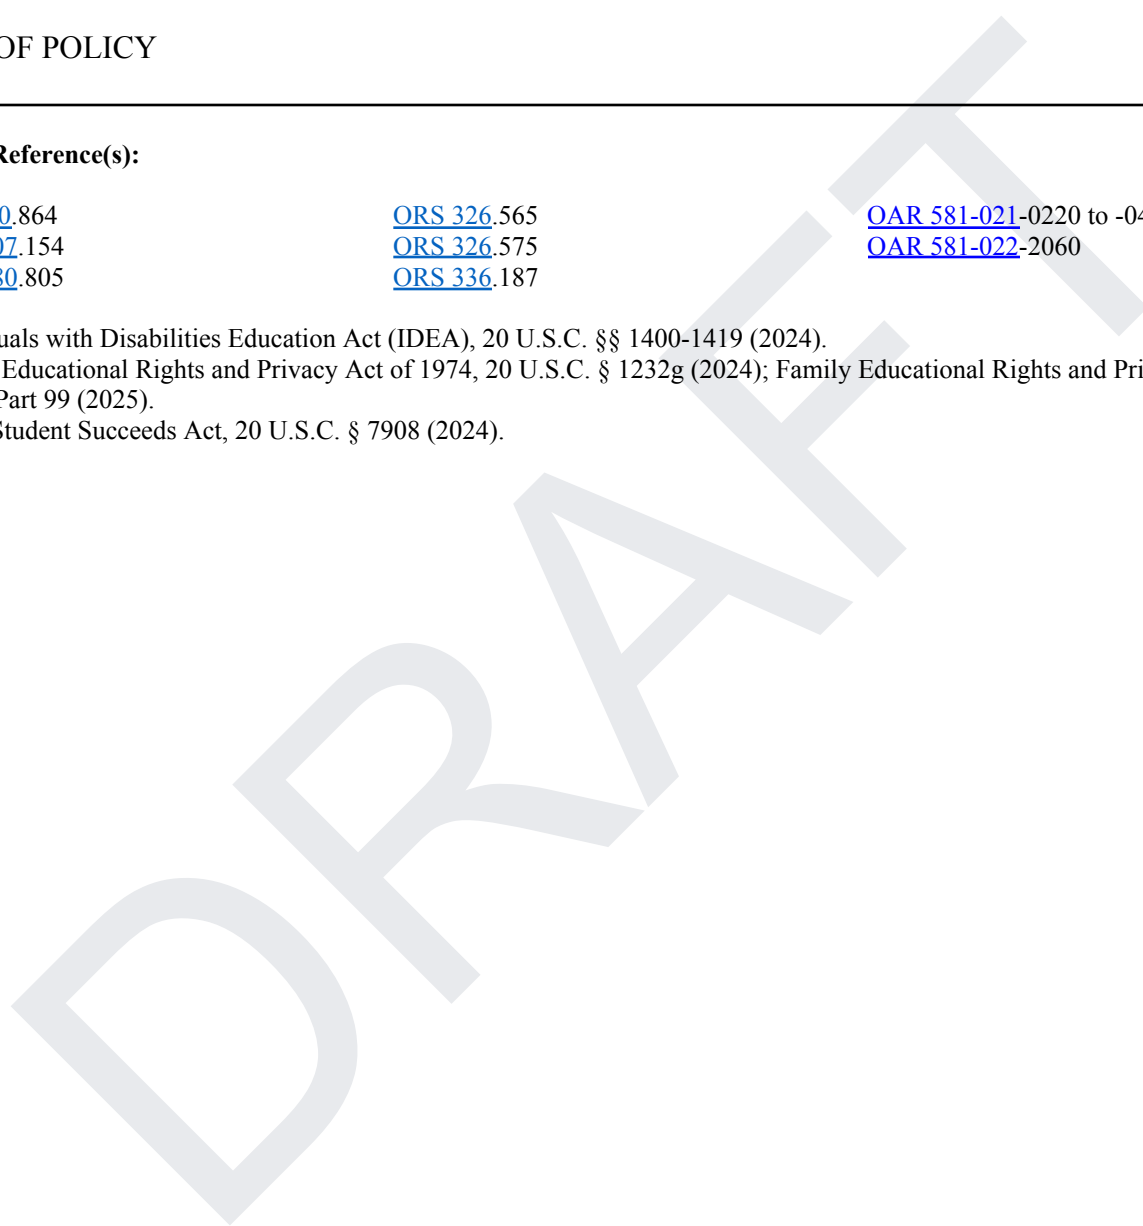 OF POLICY
Reference(s):
0.864 ORS 326.565 OAR 581-021-0220 to -04
07.154 ORS 326.575 OAR 581-022-2060
80.805 ORS 336.187
uals with Disabilities Education Act (IDEA), 20 U.S.C. §§ 1400-1419 (2024).
Educational Rights and Privacy Act of 1974, 20 U.S.C. § 1232g (2024); Family Educational Rights and Pri
Part 99 (2025).
Student Succeeds Act, 20 U.S.C. § 7908 (2024).
DRAFT